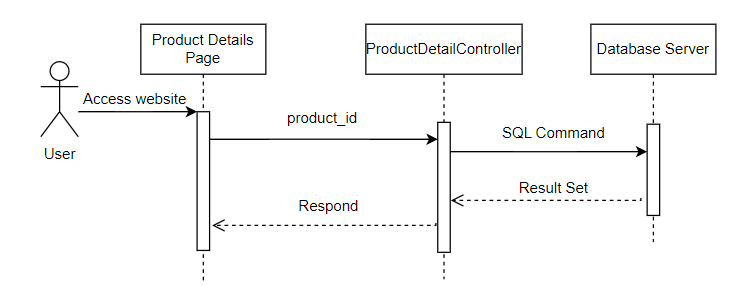 Product Details
Page
ProductDetailController
Database Server
Access website
User
product_id
SQL Command
Result Set
Respond